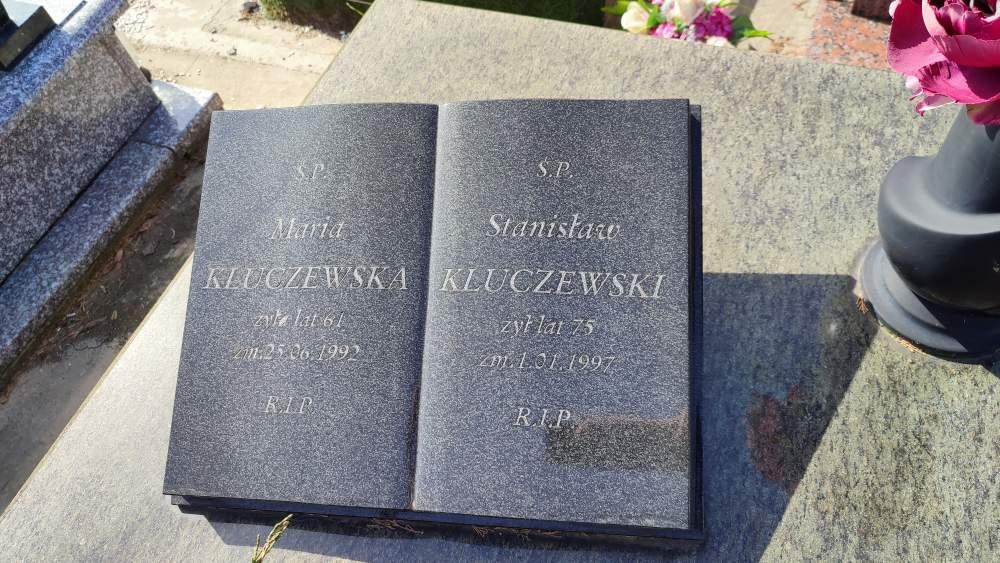 Ś.P.
Maria
KLUCZEWSKA
żyła lat 61
zm.25.06.1992
R.I.P.
Ś.P.
Stanisław
KLUCZEWSKI
żył lat 75
zm.1.01.1997
R.I.P.